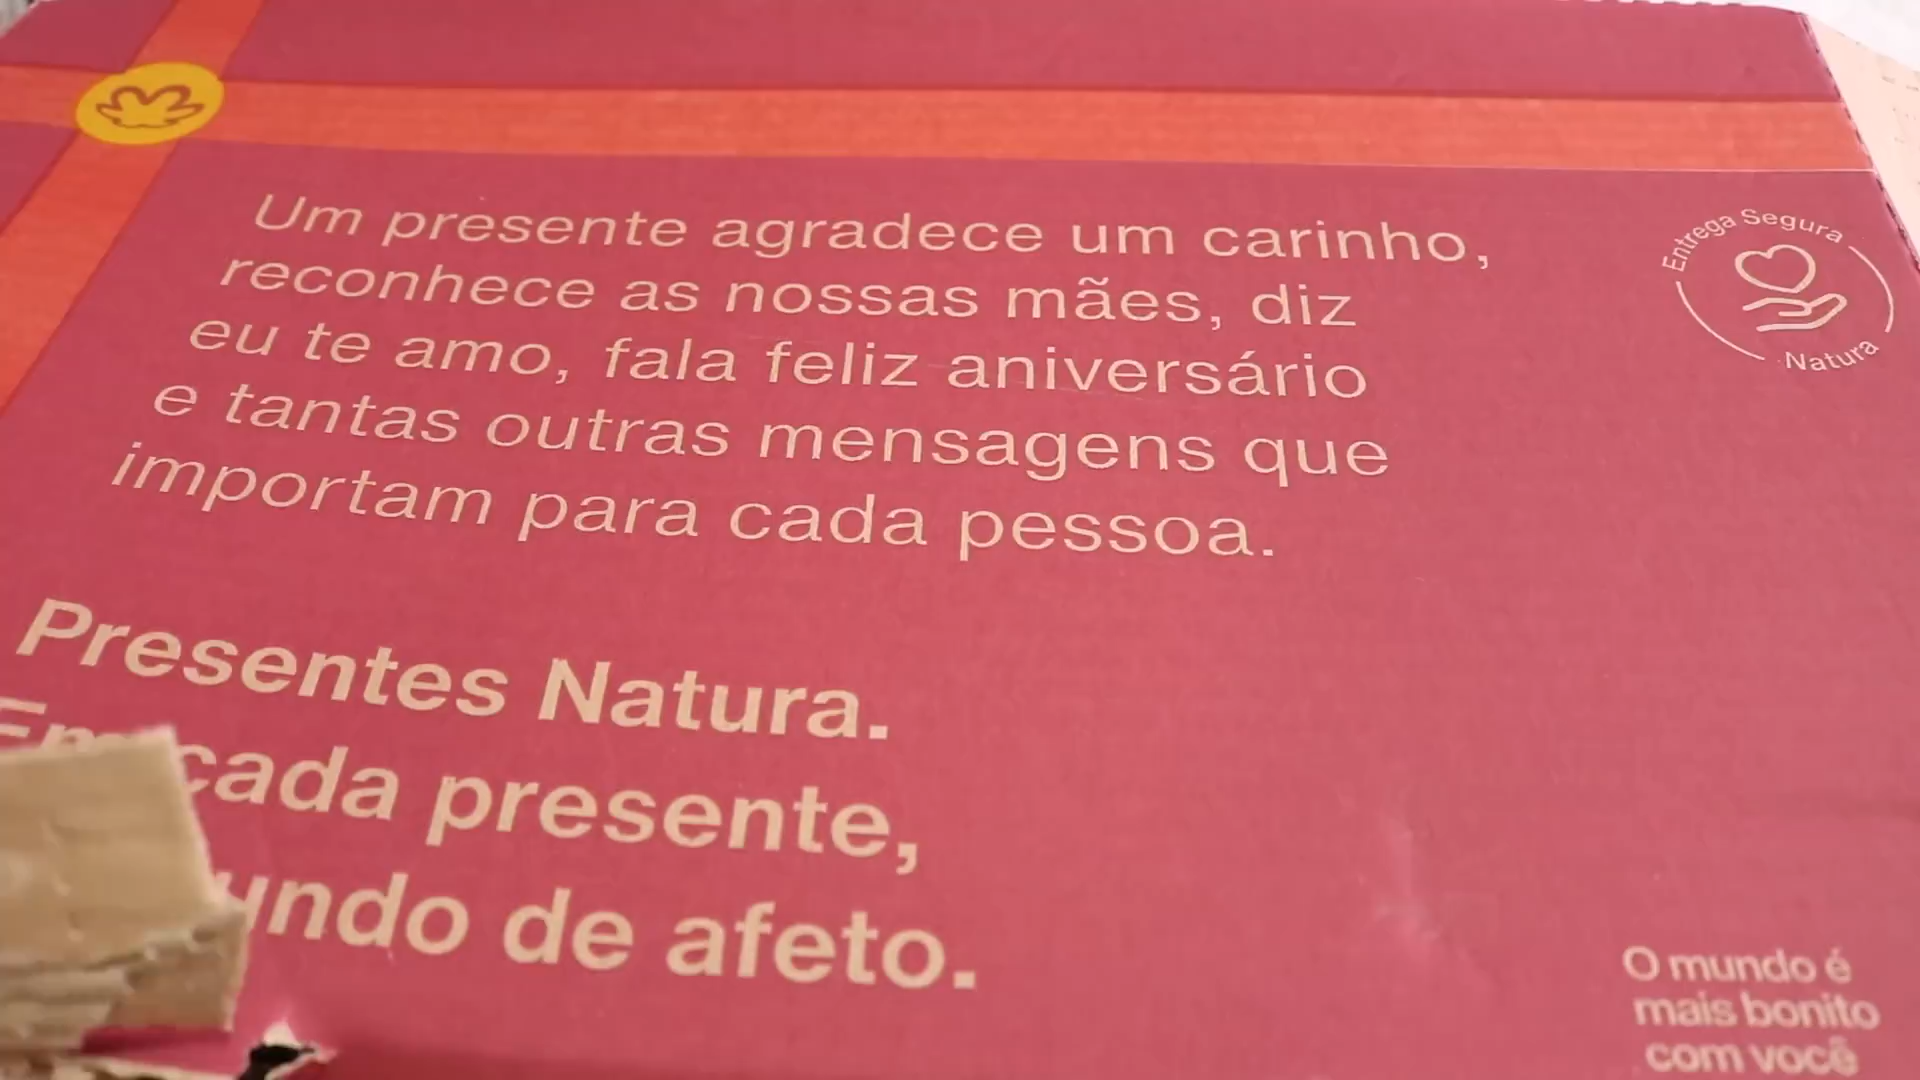 Um presente agradece um carinho,
reconhece as nossas mães, diz
eu te amo, fala feliz aniversário
e tantas outras mensagens que
importam para cada pessoa.
Presentes Natura.
cada presente,
de afeto.
Entrega Segura
Natura
O mundo é
mais bonito
com você